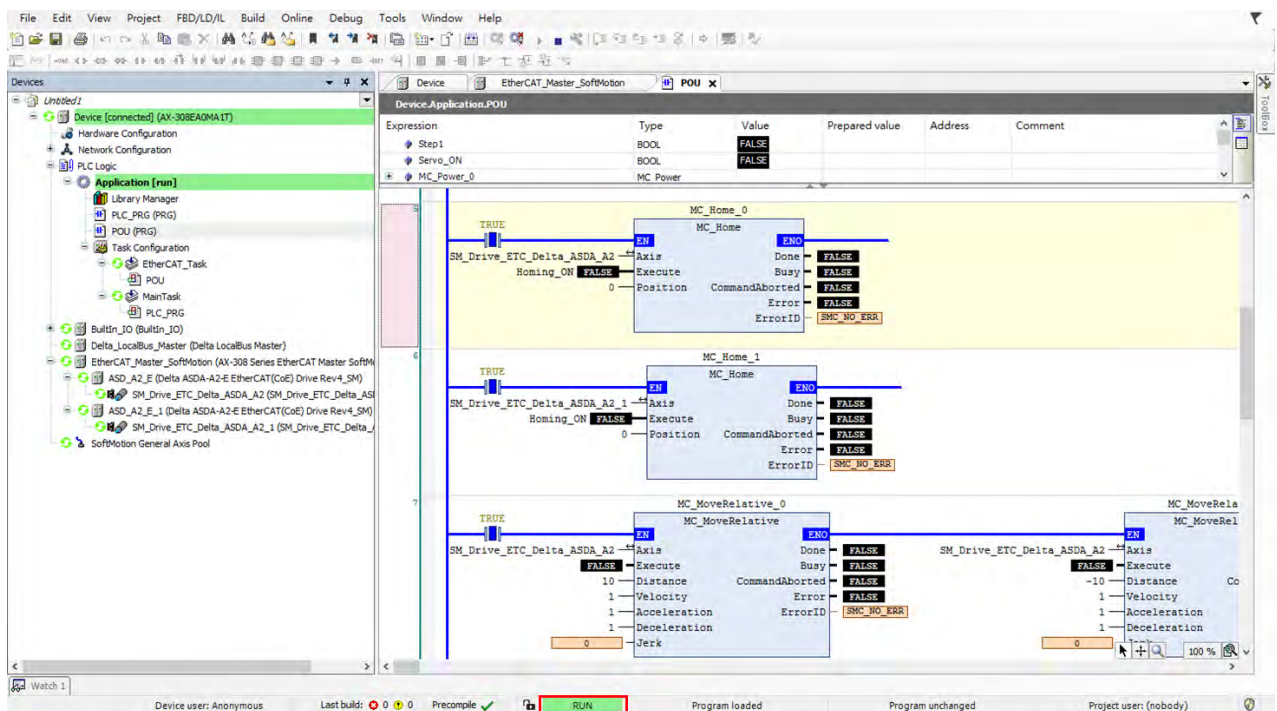 File Edit View Project FBD/LD/IL Build Online Debug Tools Window Help
Devices
Untitled1
Device [connected] (AX-308EA0MA1T)
Hardware Configuration
Network Configuration
PLC Logic
Application [run]
Library Manager
PLC_PRG (PRG)
POU (PRG)
Task Configuration
EtherCAT_Task
POU
MainTask
PLC_PRG
BuiltIn_IO (BuiltIn_IO)
Delta_LocalBus_Master (Delta LocalBus Master)
EtherCAT_Master_SoftMotion (AX-308 Series EtherCAT Master SoftM
ASD_A2_E (Delta ASDA-A2-E EtherCAT(CoE) Drive Rev4_SM)
SM_Drive_ETC_Delta_ASDA_A2 (SM_Drive_ETC_Delta_ASI
ASD_A2_E_1 (Delta ASDA-A2-E EtherCAT(CoE) Drive Rev4_SM)
SM_Drive_ETC_Delta_ASDA_A2_1 (SM_Drive_ETC_Delta_
SoftMotion General Axis Pool
Device EtherCAT_Master_SoftMotion POU
ToolBox
Device.Application.POU
Expression Type Value Prepared value Address Comment
Step1 BOOL FALSE
Servo_ON BOOL FALSE
MC_Power_0 MC_Power
5
MC_Home_0
TRUE MC_Home
EN ENO
SM_Drive_ETC_Delta_ASDA_A2 Axis Done FALSE
Homing_ON FALSE Execute Busy FALSE
0 Position CommandAborted FALSE
Error FALSE
ErrorID SMC_NO_ERR
6
MC_Home_1
TRUE MC_Home
EN ENO
SM_Drive_ETC_Delta_ASDA_A2_1 Axis Done FALSE
Homing_ON FALSE Execute Busy FALSE
0 Position CommandAborted FALSE
Error FALSE
ErrorID SMC_NO_ERR
7
MC_MoveRelative_0 MC_MoveRela
TRUE MC_MoveRelative MC_MoveRel
EN ENO EN
SM_Drive_ETC_Delta_ASDA_A2 Axis Done FALSE SM_Drive_ETC_Delta_ASDA_A2 Axis
FALSE Execute Busy FALSE FALSE Execute
10 Distance CommandAborted FALSE -10 Distance Co
1 Velocity Error FALSE 1 Velocity
1 Acceleration ErrorID SMC_NO_ERR 1 Acceleration
1 Deceleration 1 Deceleration
0 Jerk 0 Jerk
100 %
Watch 1
Device user: Anonymous Last build: 0 0 Precompile RUN Program loaded Program unchanged Project user: (nobody)